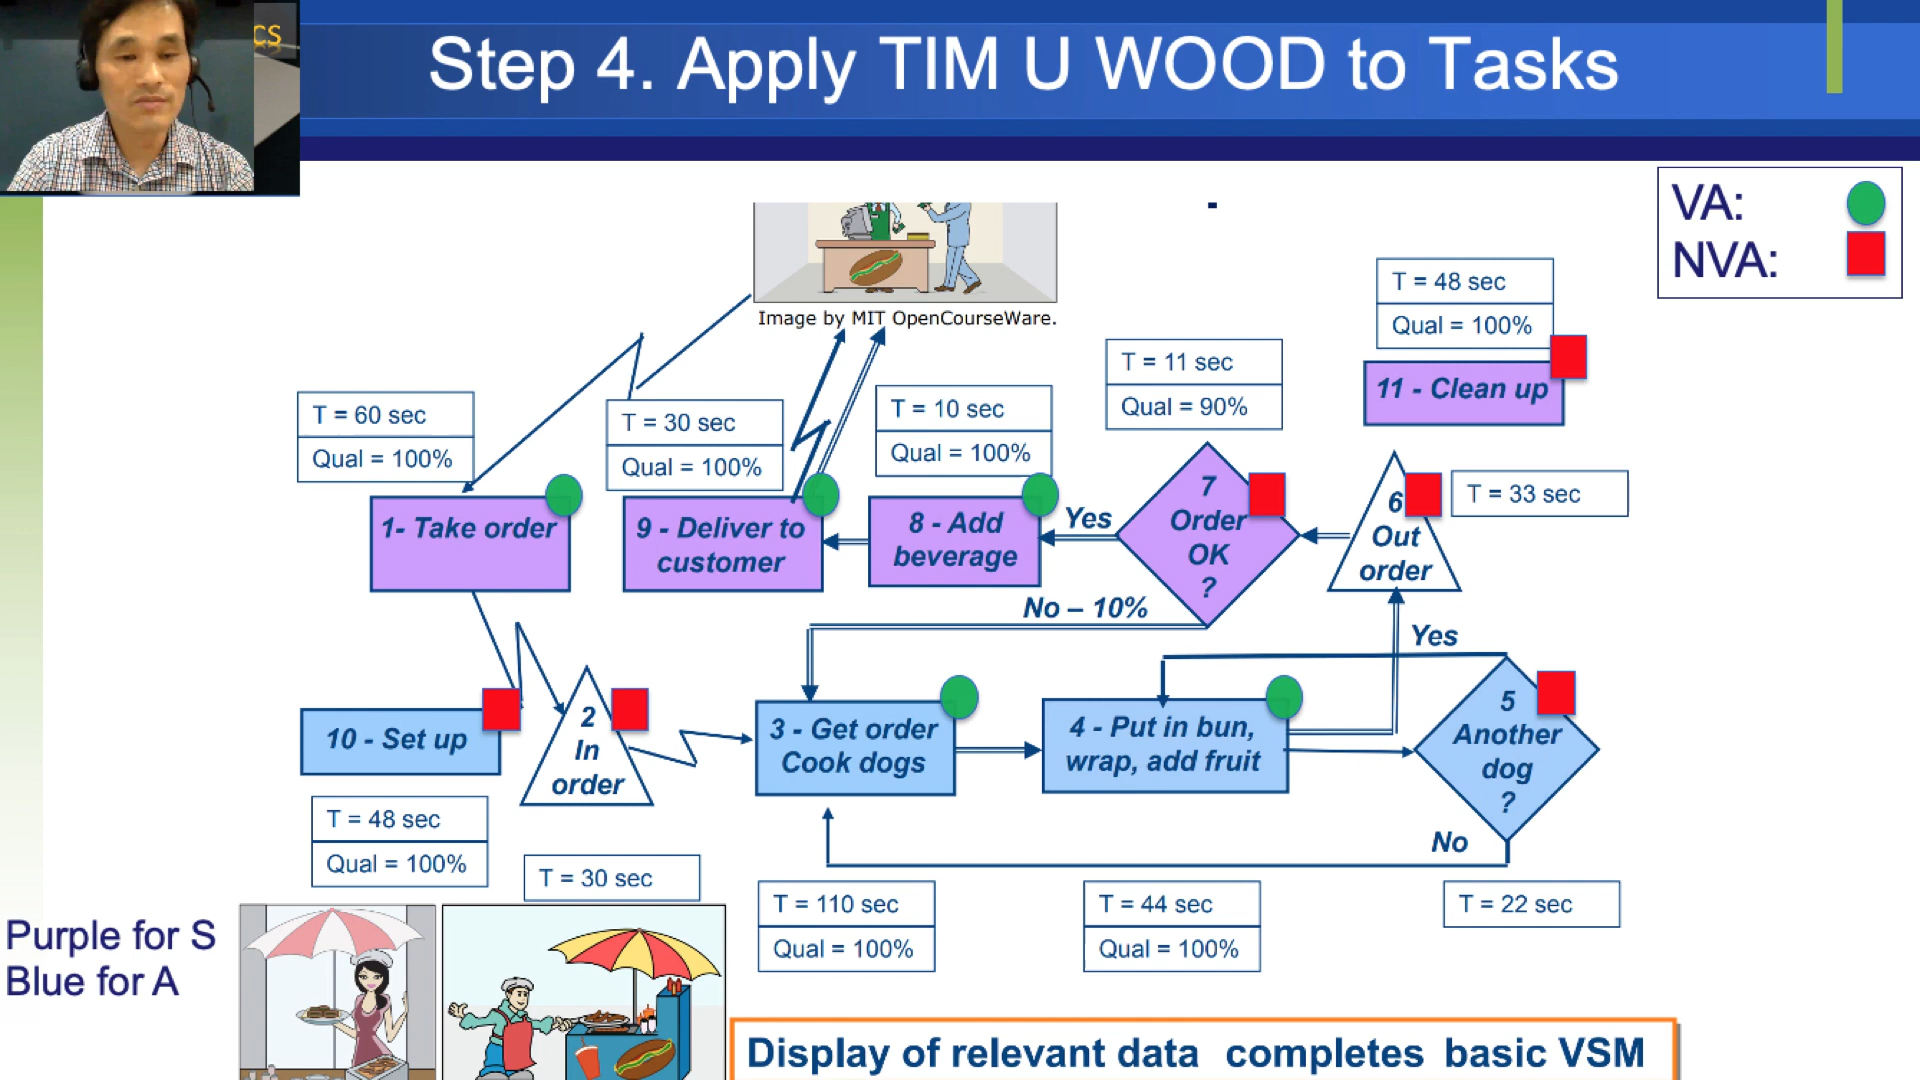 CS
Step 4. Apply TIM U WOOD to Tasks
VA:
NVA:
Image by MIT OpenCourseWare.
T = 48 sec
Qual = 100%
11 - Clean up
T = 11 sec
Qual = 90%
T = 60 sec
Qual = 100%
T = 30 sec
Qual = 100%
T = 10 sec
Qual = 100%
1- Take order
9 - Deliver to
customer
8 - Add
beverage
Yes
7
Order
OK
?
6
Out
order
T = 33 sec
No – 10%
Yes
10 - Set up
2
In
order
3 - Get order
Cook dogs
4 - Put in bun,
wrap, add fruit
5
Another
dog
?
No
T = 48 sec
Qual = 100%
T = 30 sec
T = 110 sec
Qual = 100%
T = 44 sec
Qual = 100%
T = 22 sec
Purple for S
Blue for A
Display of relevant data completes basic VSM